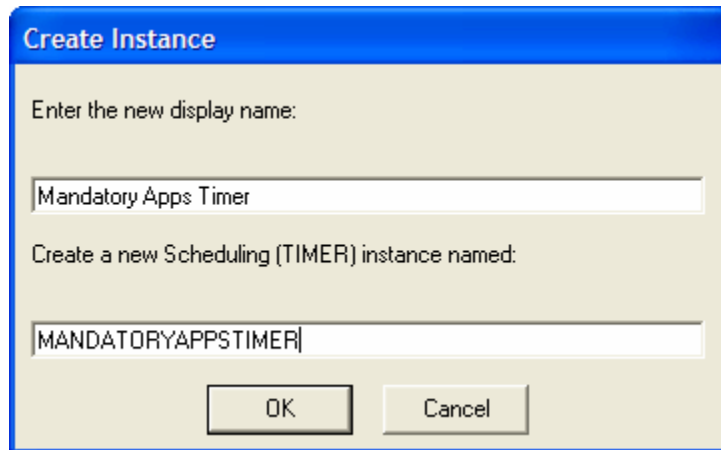 Create Instance
Enter the new display name:
Mandatory Apps Timer
Create a new Scheduling (TIMER) instance named:
MANDATORYAPPSTIMER
OK Cancel